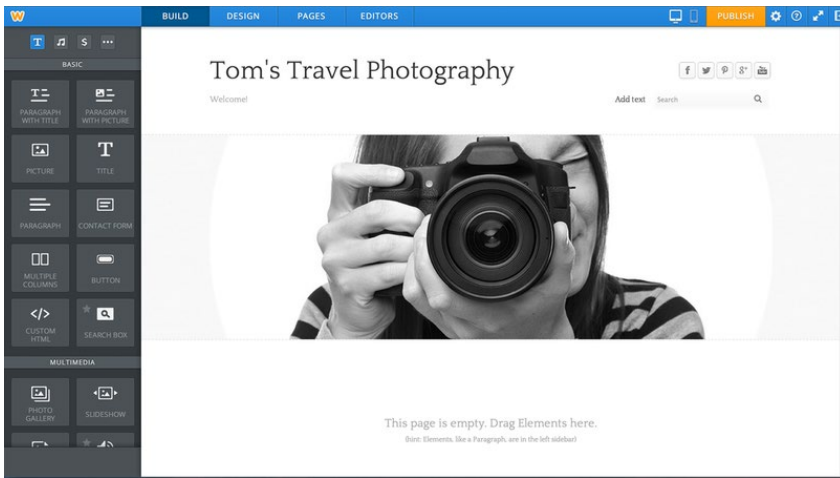 BUILD DESIGN PAGES EDITORS PUBLISH
T S
BASIC
PARAGRAPH WITH TITLE
PARAGRAPH WITH PICTURE
PICTURE
TITLE
PARAGRAPH
CONTACT FORM
MULTIPLE COLUMNS
BUTTON
CUSTOM HTML
SEARCH BOX
MULTIMEDIA
PHOTO GALLERY
SLIDESHOW
Tom's Travel Photography
Welcome!
Add text Search
This page is empty. Drag Elements here.
(hint: Elements, like a Paragraph, are in the left sidebar)